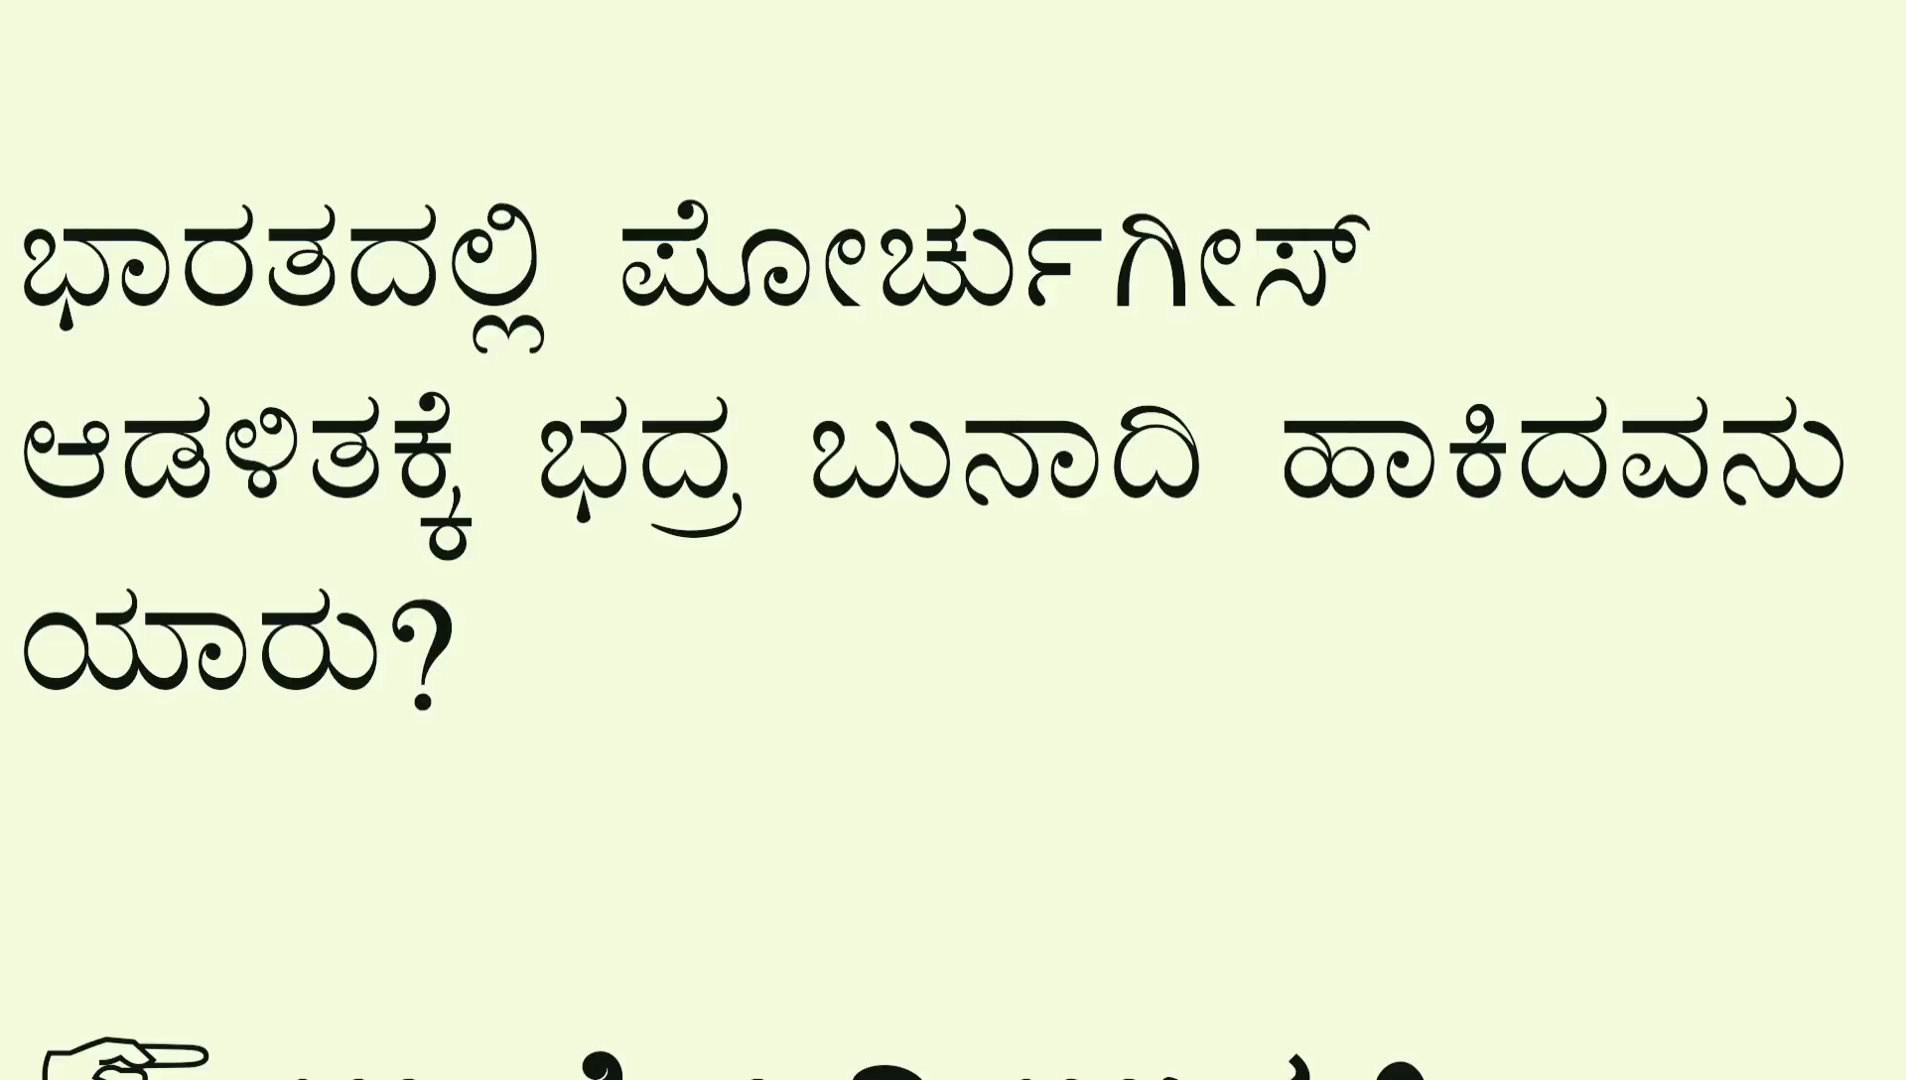 ಭಾರತದಲ್ಲಿ ಪೋರ್ಚುಗೀಸ್
ಆಡಳಿತಕ್ಕೆ ಭದ್ರ ಬುನಾದಿ ಹಾಕಿದವನು
ಯಾರು?